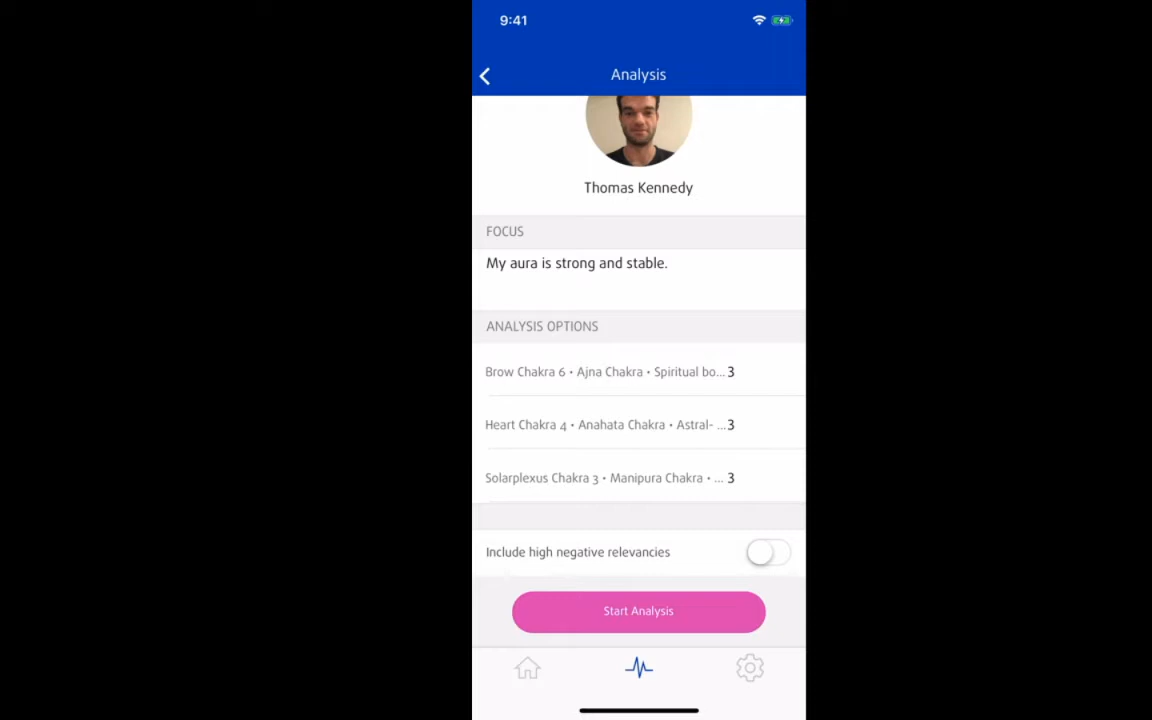 9:41
Analysis
Thomas Kennedy
FOCUS
My aura is strong and stable.
ANALYSIS OPTIONS
Brow Chakra 6 • Ajna Chakra • Spiritual bo... 3
Heart Chakra 4 • Anahata Chakra • Astral- ... 3
Solarplexus Chakra 3 • Manipura Chakra • ... 3
Include high negative relevancies
Start Analysis